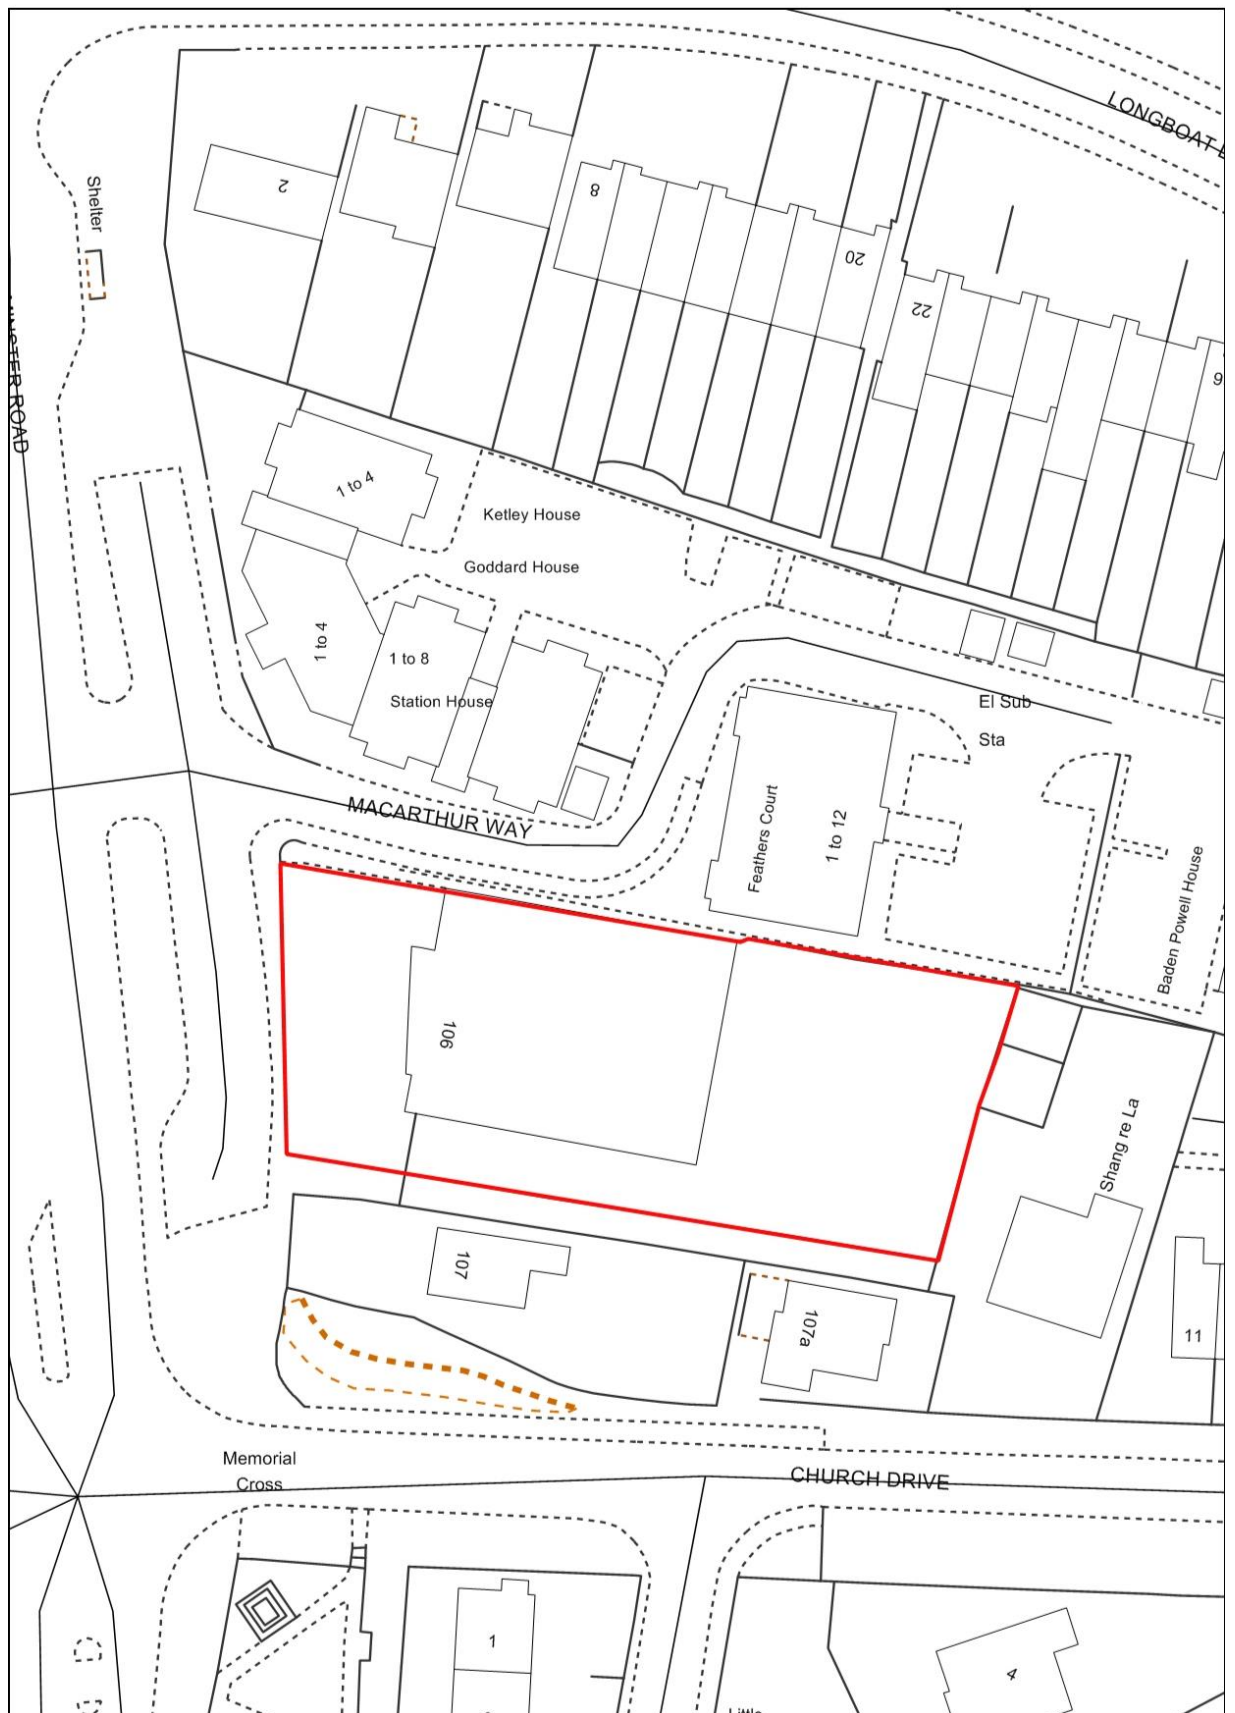 LONGBOAT
Shelter
2
8
20
22
ROAD
1 to 4
Ketley House
Goddard House
1 to 4
1 to 8
Station House
El Sub
Sta
MACARTHUR WAY
Feathers Court
1 to 12
Baden Powell House
106
Shang re La
107
107a
11
Memorial
Cross
CHURCH DRIVE
1
4